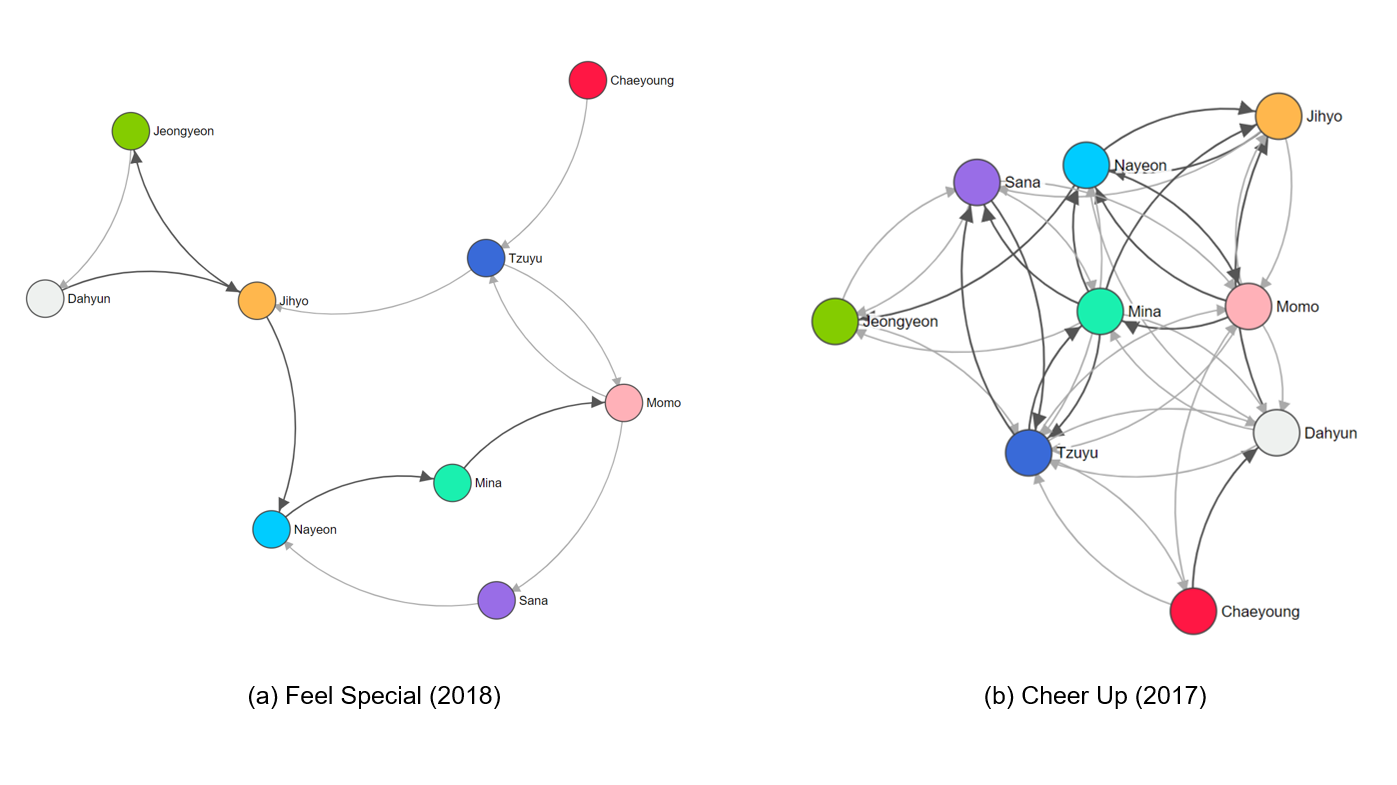 Chaeyoung
Jeongyeon
Tzuyu
Dahyun
Jihyo
Momo
Mina
Nayeon
Sana
(a) Feel Special (2018)
Jihyo
Nayeon
Sana
Momo
Mina
Jeongyeon
Dahyun
Tzuyu
Chaeyoung
(b) Cheer Up (2017)